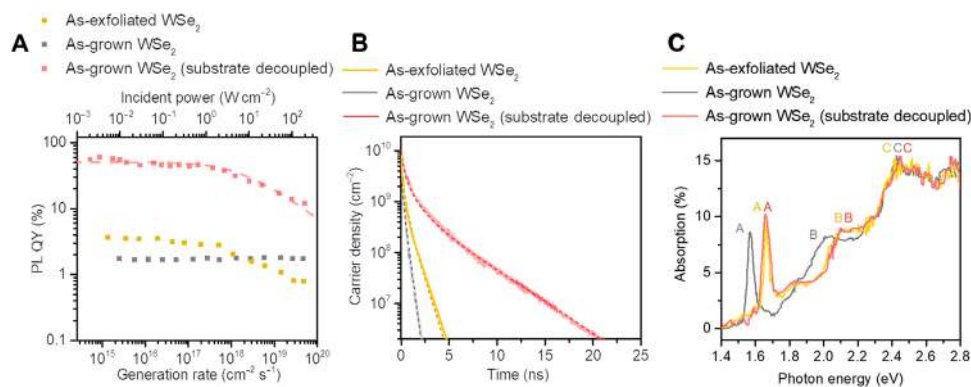 A
As-exfoliated WSe₂
As-grown WSe₂
As-grown WSe₂ (substrate decoupled)
Incident power (W cm⁻²)
10⁻³ 10⁻² 10⁻¹ 10⁰ 10¹ 10²
100
10
1
0.1
PL QY (%)
10¹⁵ 10¹⁶ 10¹⁷ 10¹⁸ 10¹⁹ 10²⁰
Generation rate (cm⁻² s⁻¹)
B
As-exfoliated WSe₂
As-grown WSe₂
As-grown WSe₂ (substrate decoupled)
10¹⁰
10⁹
10⁸
10⁷
Carrier density (cm⁻²)
0 5 10 15 20 25
Time (ns)
C
As-exfoliated WSe₂
As-grown WSe₂
As-grown WSe₂ (substrate decoupled)
C C C
A A A
B B B
15
10
5
0
Absorption (%)
1.4 1.6 1.8 2.0 2.2 2.4 2.6 2.8
Photon energy (eV)